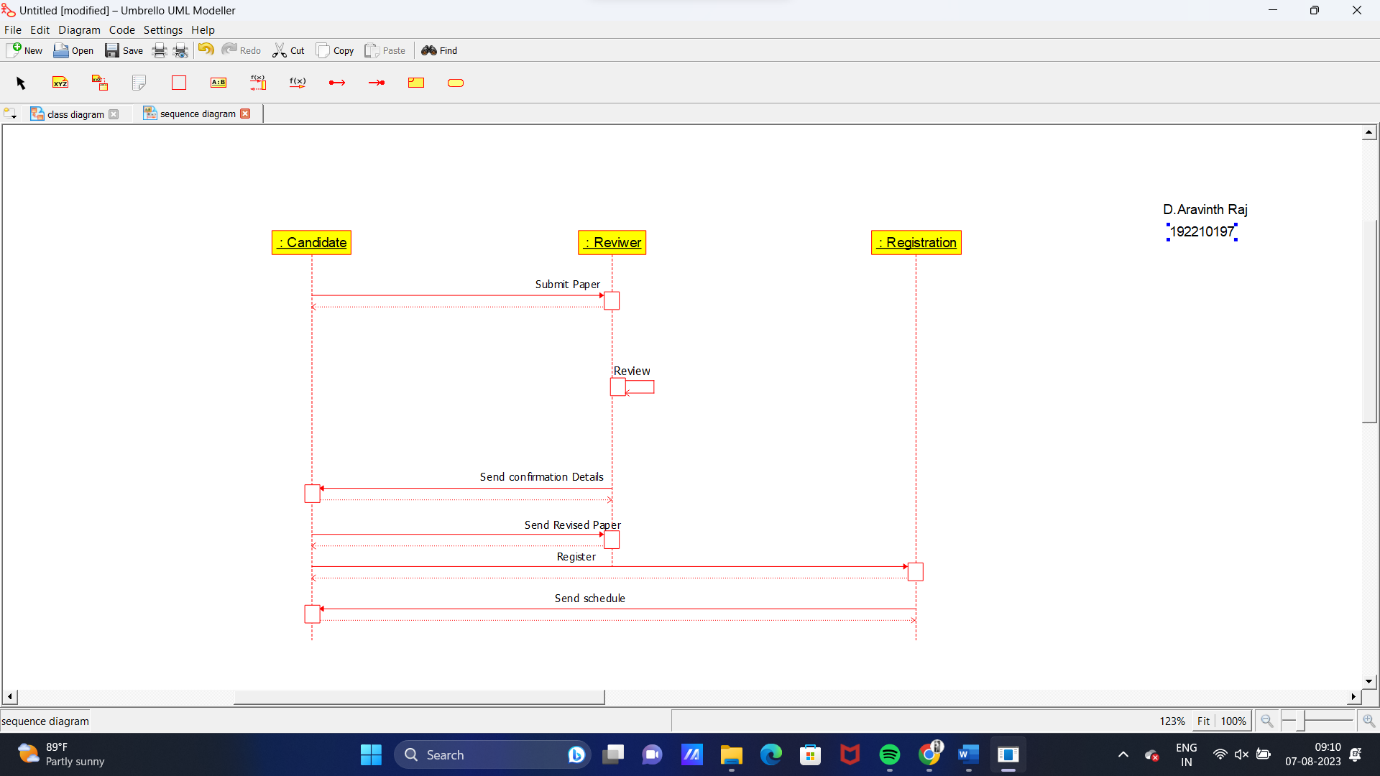 Untitled [modified] – Umbrello UML Modeller
File Edit Diagram Code Settings Help
New Open Save Redo Cut Copy Paste Find
XYZ A:B f(x) f(x)
class diagram sequence diagram
D.Aravinth Raj
192210197
: Candidate : Reviwer : Registration
Submit Paper
Review
Send confirmation Details
Send Revised Paper
Register
Send schedule
sequence diagram 123% Fit 100%
89°F
Partly sunny
Search
ENG
IN
09:10
07-08-2023